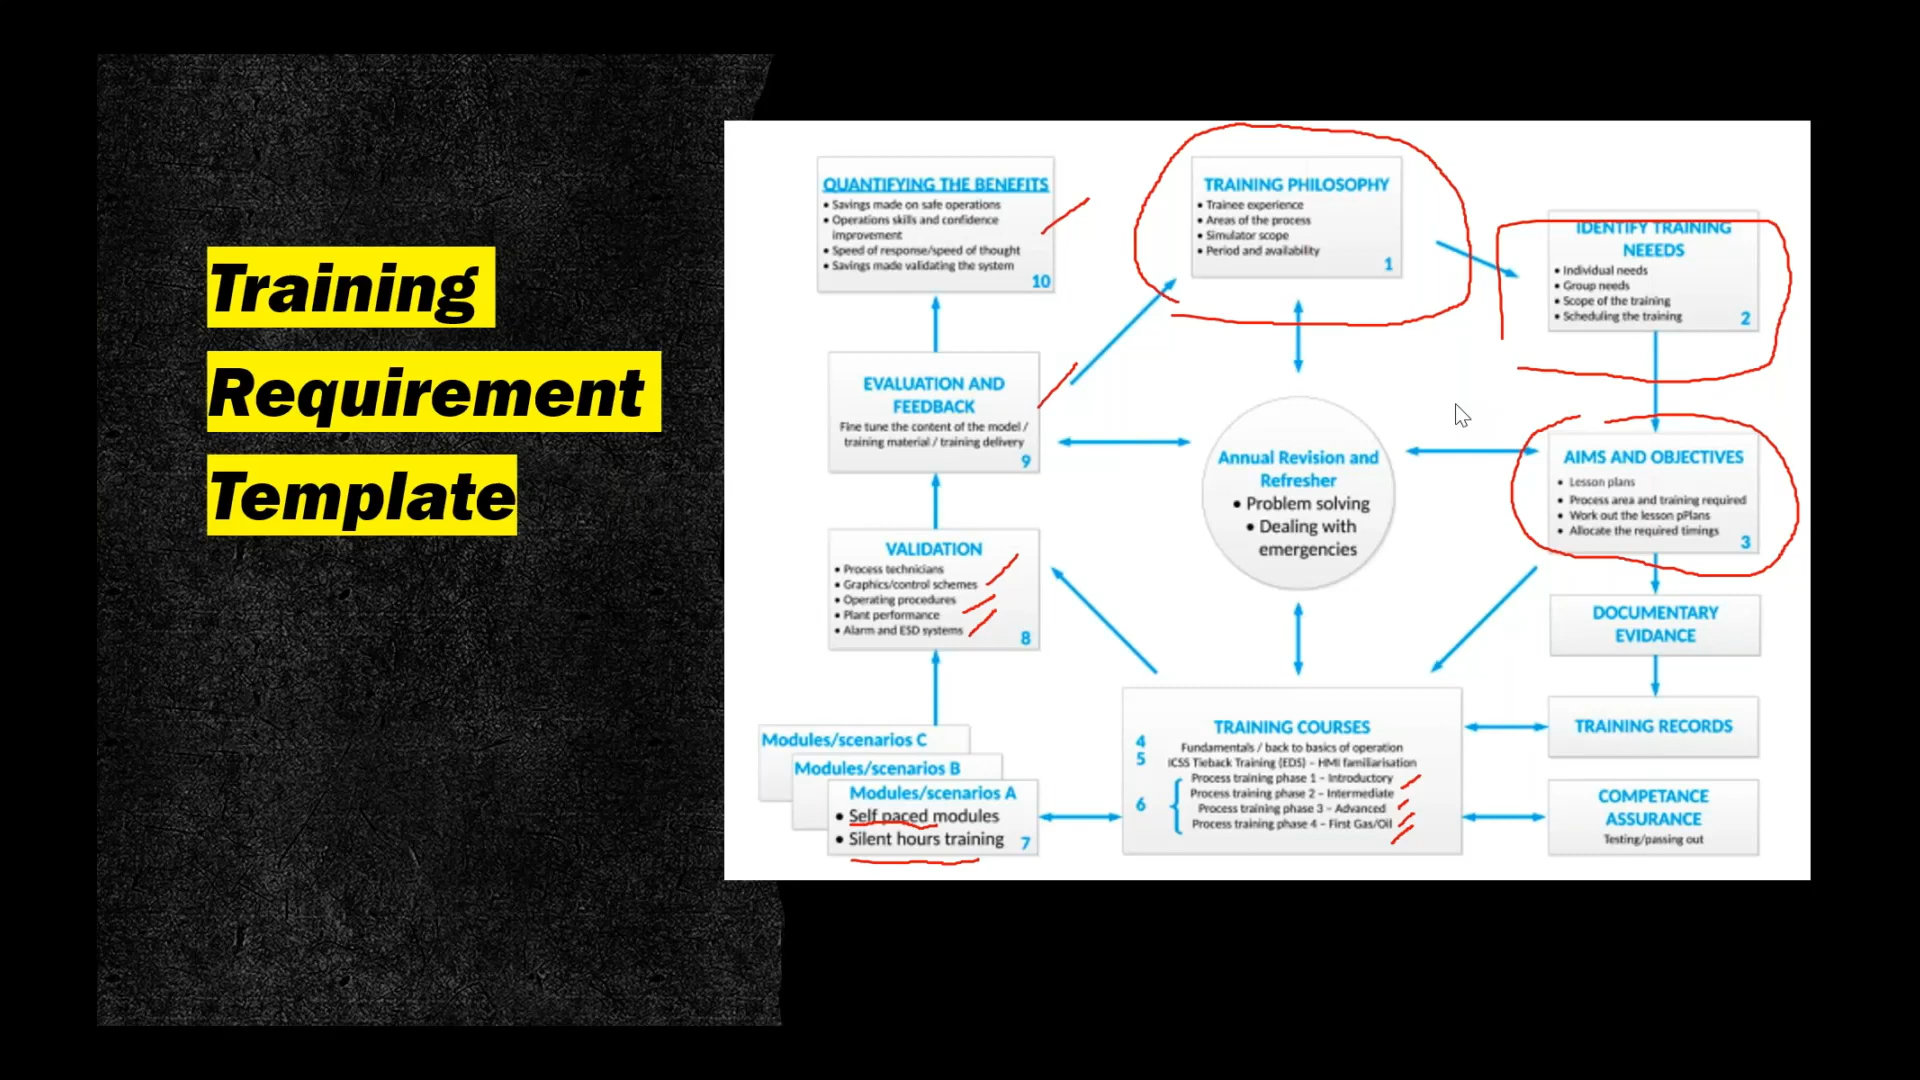 Training
Requirement
Template
QUANTIFYING THE BENEFITS
• Savings made on safe operations
• Operations skills and confidence
improvement
• Speed of response/speed of thought
• Savings made validating the system
10
TRAINING PHILOSOPHY
• Trainee experience
• Areas of the process
• Simulator scope
• Period and availability
1
IDENTIFY TRAINING
NEEEDS
• Individual needs
• Group needs
• Scope of the training
• Scheduling the training
2
EVALUATION AND
FEEDBACK
Fine tune the content of the model /
training material / training delivery
9
Annual Revision and
Refresher
• Problem solving
• Dealing with
emergencies
AIMS AND OBJECTIVES
• Lesson plans
• Process area and training required
• Work out the lesson pPlans
• Allocate the required timings
3
VALIDATION
• Process technicians
• Graphics/control schemes
• Operating procedures
• Plant performance
• Alarm and ESD systems
8
DOCUMENTARY
EVIDANCE
Modules/scenarios C
Modules/scenarios B
Modules/scenarios A
• Self paced modules
• Silent hours training
7
TRAINING COURSES
4
Fundamentals / back to basics of operation
5
ICSS Tieback Training (EDS) – HMI familiarisation
Process training phase 1 – Introductory
Process training phase 2 – Intermediate
6
Process training phase 3 – Advanced
Process training phase 4 – First Gas/Oil
TRAINING RECORDS
COMPETANCE
ASSURANCE
Testing/passing out